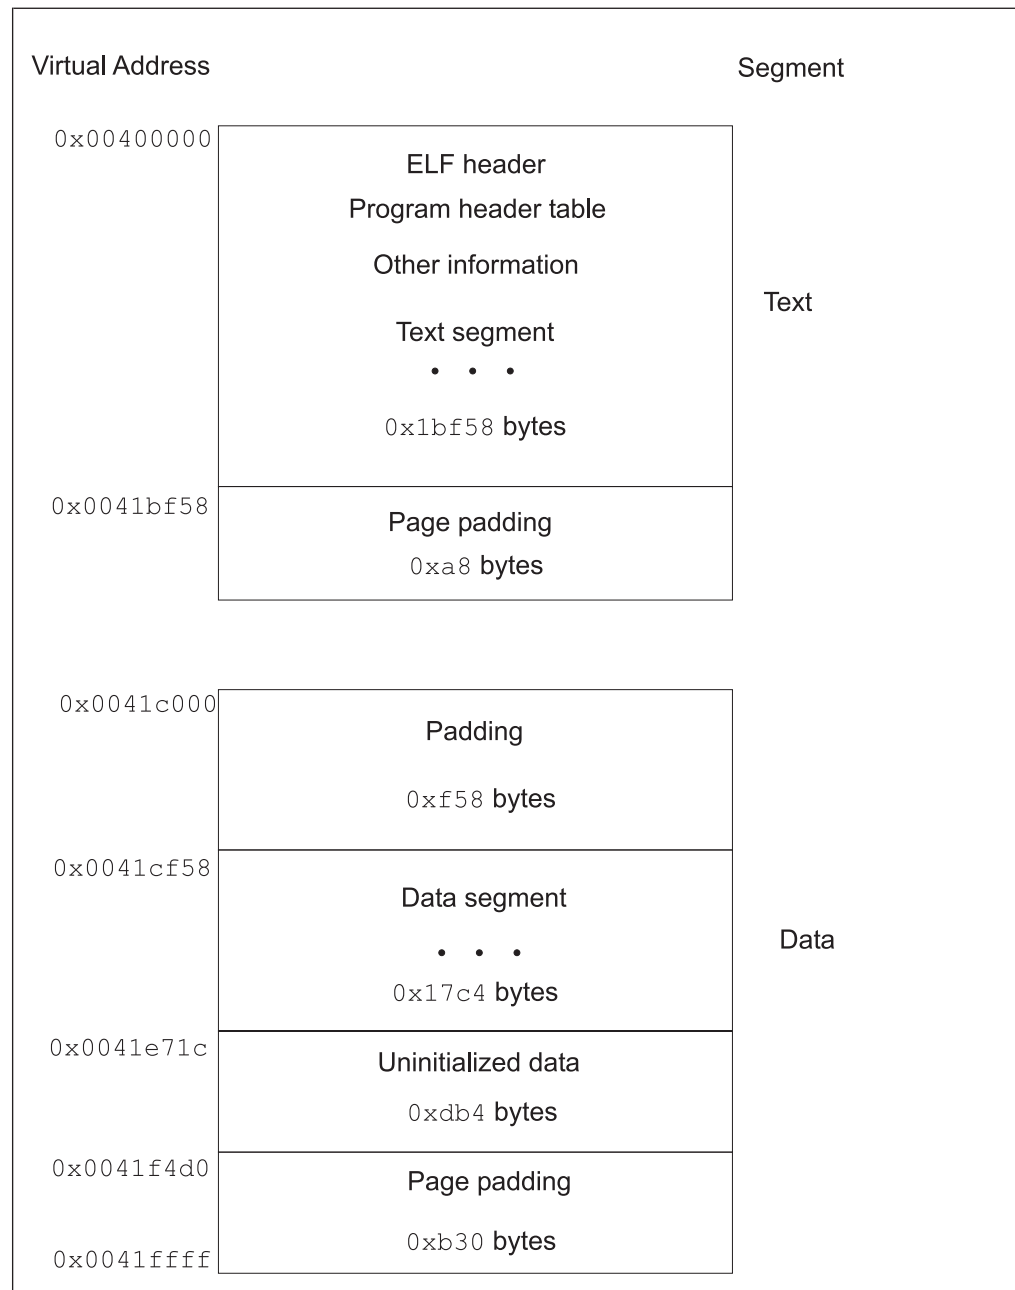 Virtual Address
Segment
0x00400000
ELF header
Program header table
Other information
Text
Text segment
• • •
0x1bf58 bytes
0x0041bf58
Page padding
0xa8 bytes
0x0041c000
Padding
0xf58 bytes
0x0041cf58
Data segment
Data
• • •
0x17c4 bytes
0x0041e71c
Uninitialized data
0xdb4 bytes
0x0041f4d0
Page padding
0xb30 bytes
0x0041ffff